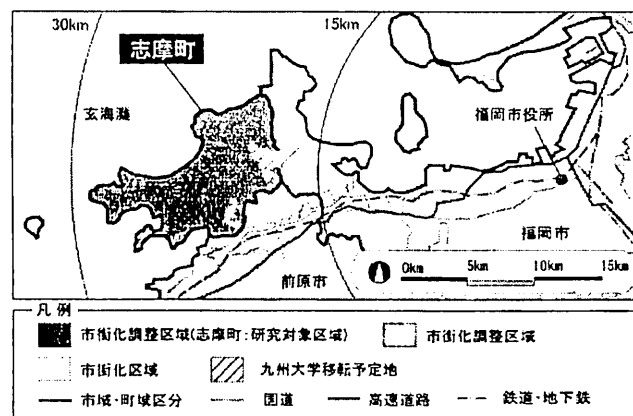 30km
15km
志摩町
玄海灘
福岡市役所
福岡市
前原市
0km 5km 10km 15km
凡例
市街化調整区域(志摩町:研究対象区域)
市街化調整区域
市街化区域
九州大学移転予定地
市域・町域区分
国道
高速道路
鉄道・地下鉄